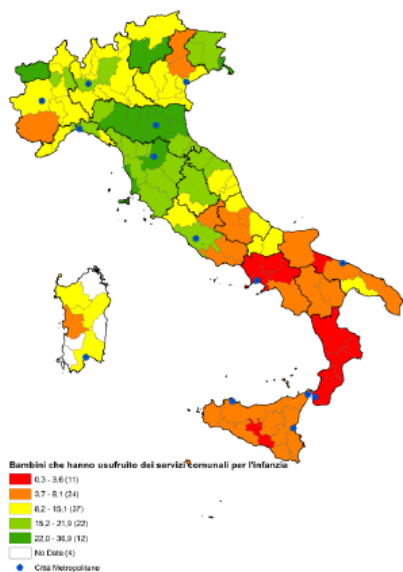 Bambini che hanno usufruito dei servizi comunali per l'infanzia
0,3 - 3,6 (11)
3,7 - 8,1 (24)
8,2 - 15,1 (37)
15,2 - 21,9 (22)
22,0 - 36,9 (12)
No Data (4)
Città Metropolitane